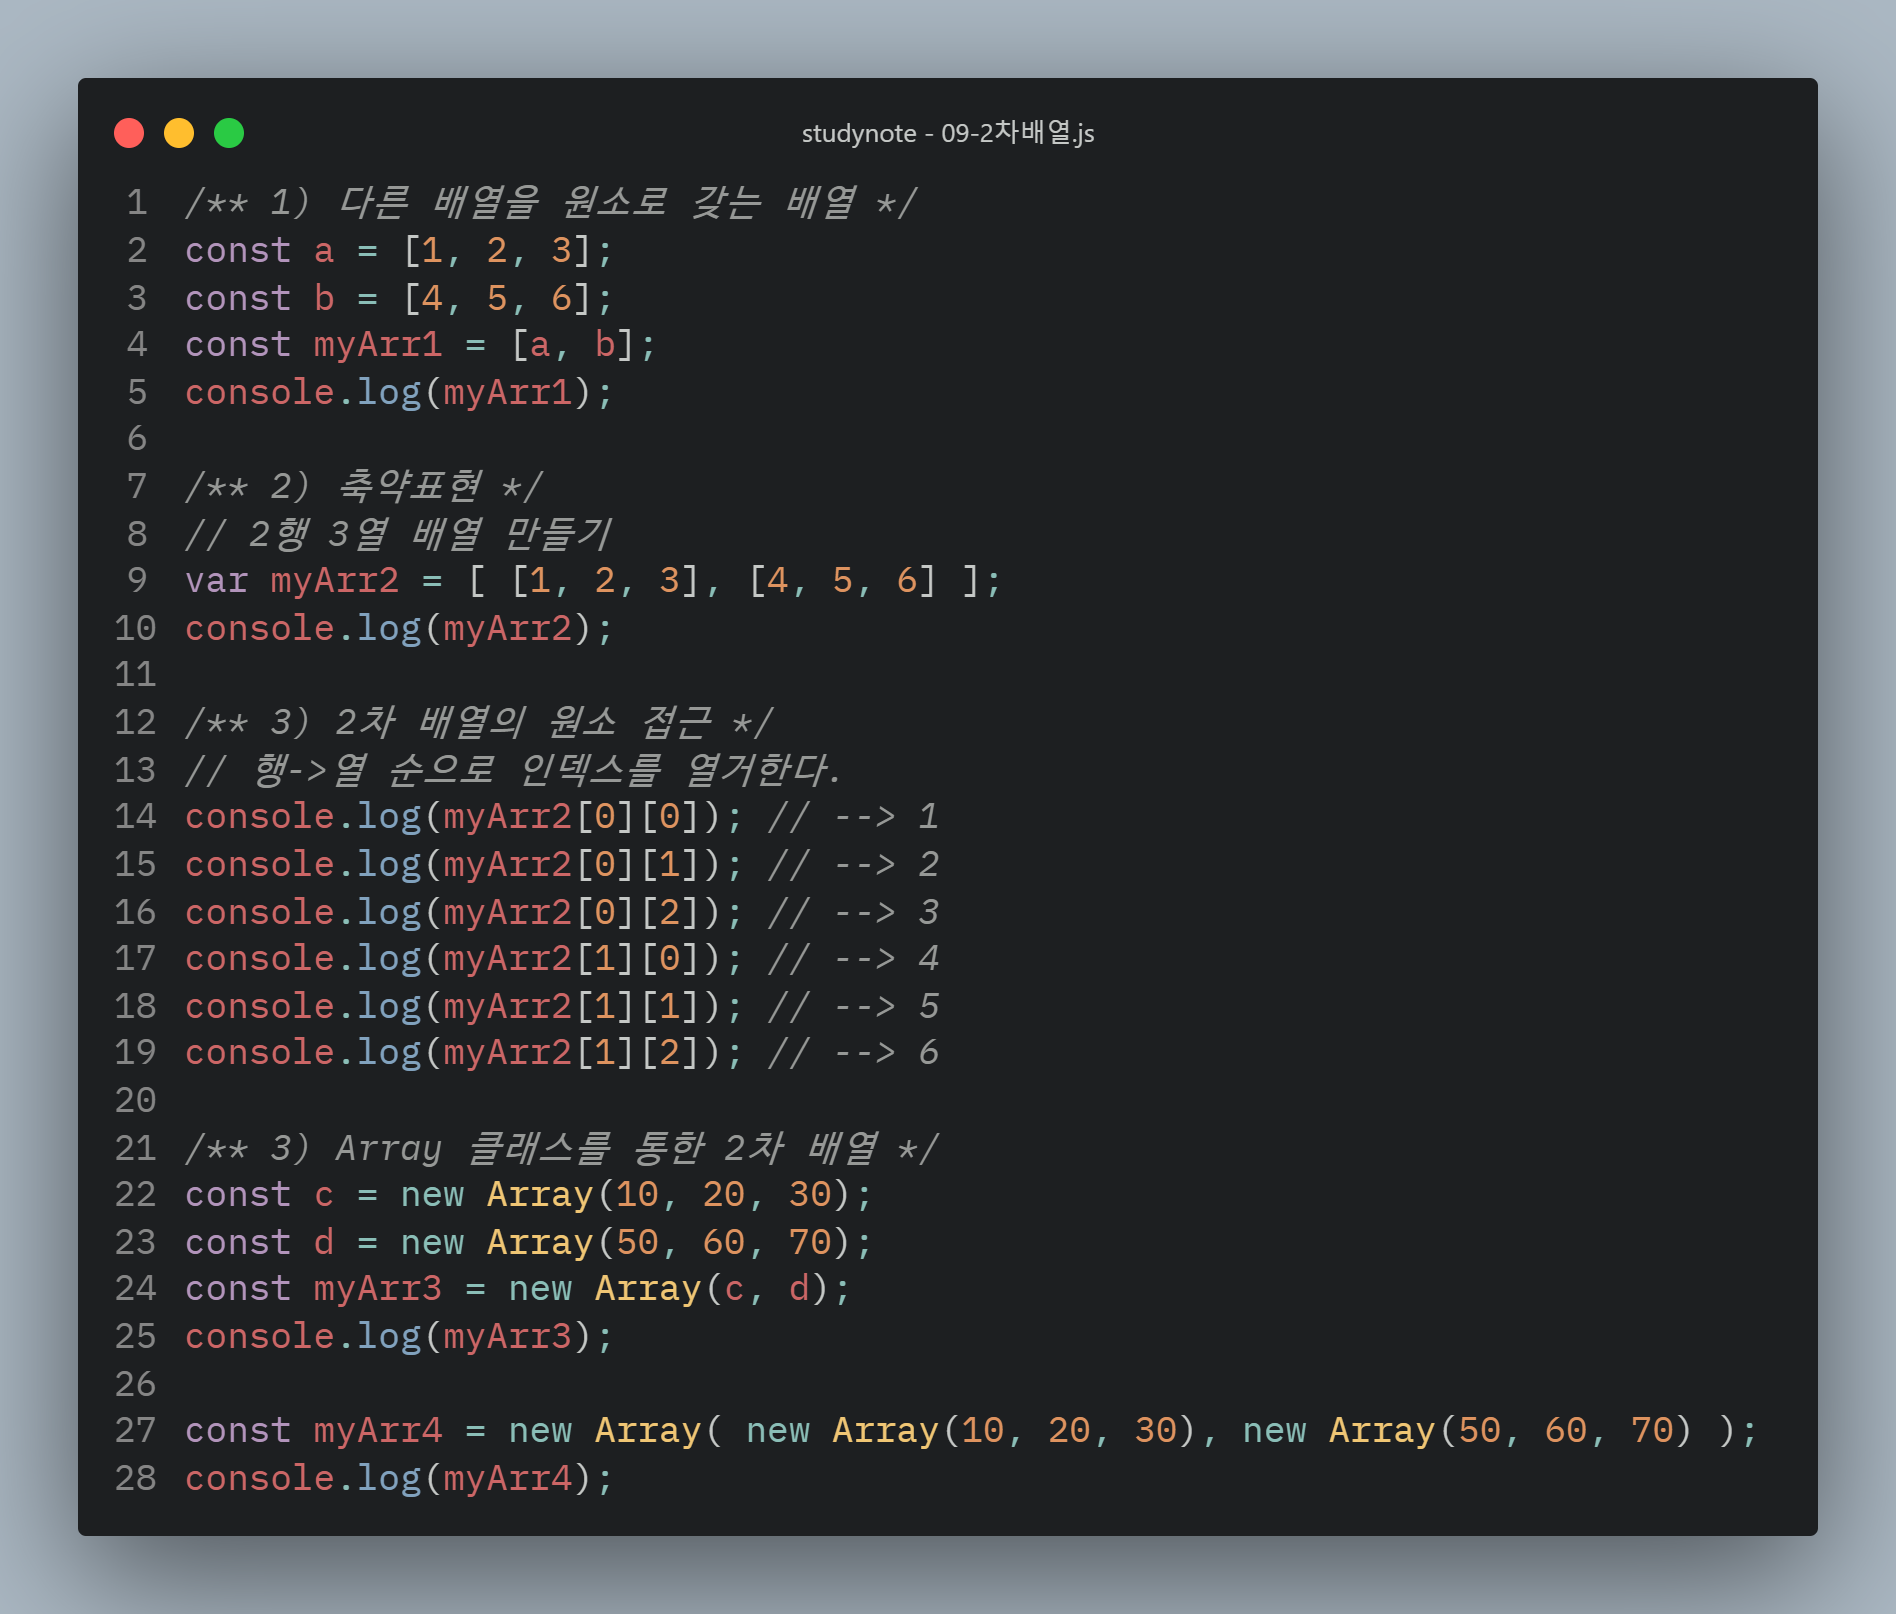 studynote - 09-2차배열.js
1 /** 1) 다른 배열을 원소로 갖는 배열 */
2 const a = [1, 2, 3];
3 const b = [4, 5, 6];
4 const myArr1 = [a, b];
5 console.log(myArr1);
6
7 /** 2) 축약표현 */
8 // 2행 3열 배열 만들기
9 var myArr2 = [ [1, 2, 3], [4, 5, 6] ];
10 console.log(myArr2);
11
12 /** 3) 2차 배열의 원소 접근 */
13 // 행->열 순으로 인덱스를 열거한다.
14 console.log(myArr2[0][0]); // --> 1
15 console.log(myArr2[0][1]); // --> 2
16 console.log(myArr2[0][2]); // --> 3
17 console.log(myArr2[1][0]); // --> 4
18 console.log(myArr2[1][1]); // --> 5
19 console.log(myArr2[1][2]); // --> 6
20
21 /** 3) Array 클래스를 통한 2차 배열 */
22 const c = new Array(10, 20, 30);
23 const d = new Array(50, 60, 70);
24 const myArr3 = new Array(c, d);
25 console.log(myArr3);
26
27 const myArr4 = new Array( new Array(10, 20, 30), new Array(50, 60, 70) );
28 console.log(myArr4);